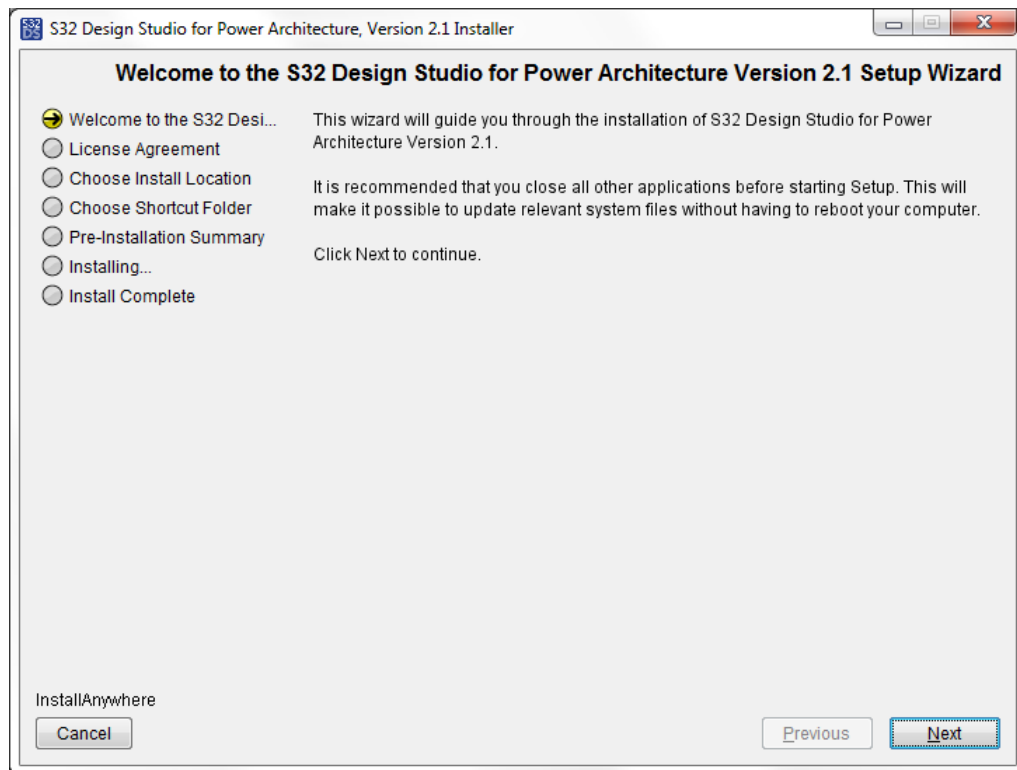 S32 DS
S32 Design Studio for Power Architecture, Version 2.1 Installer
Welcome to the S32 Design Studio for Power Architecture Version 2.1 Setup Wizard
Welcome to the S32 Desi...
License Agreement
Choose Install Location
Choose Shortcut Folder
Pre-Installation Summary
Installing...
Install Complete
This wizard will guide you through the installation of S32 Design Studio for Power
Architecture Version 2.1.
It is recommended that you close all other applications before starting Setup. This will
make it possible to update relevant system files without having to reboot your computer.
Click Next to continue.
InstallAnywhere
Cancel
Previous
Next